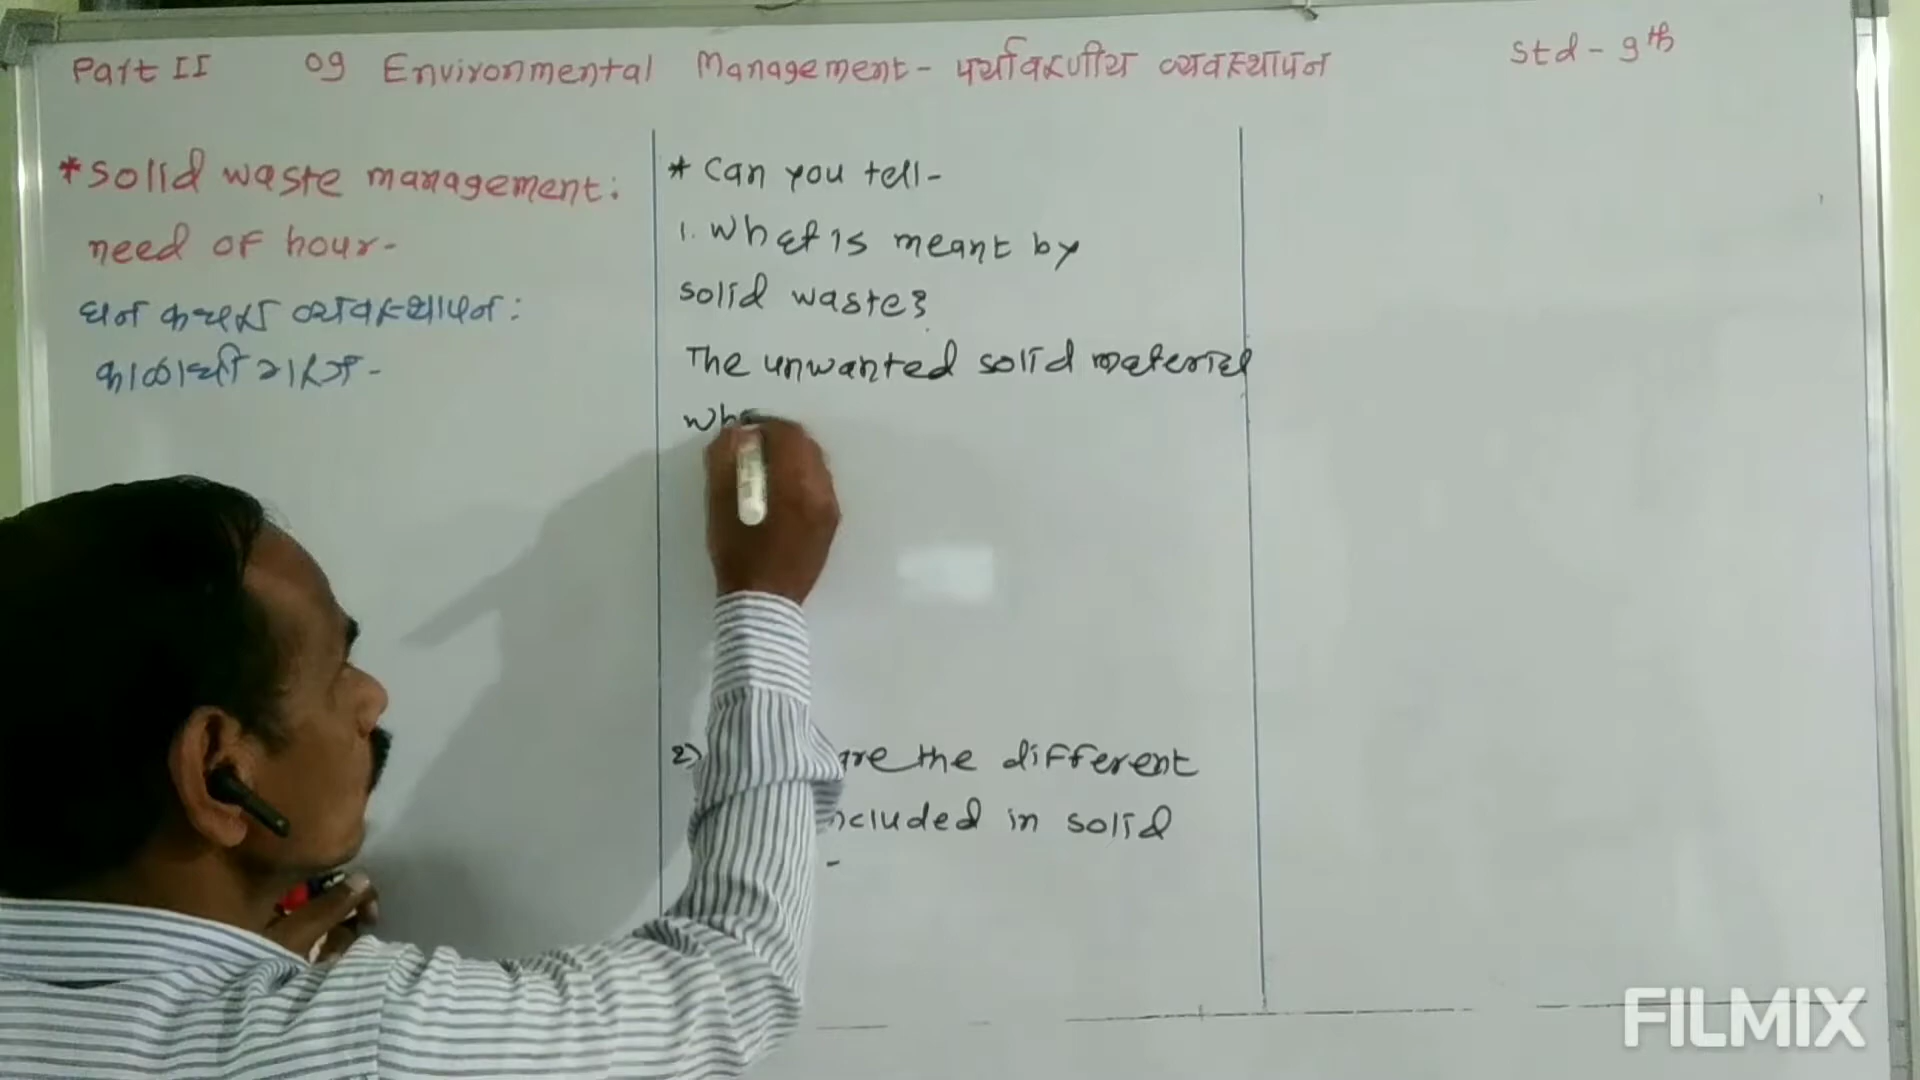 Part II 09 Environmental Management - पर्यावरणीय व्यवस्थापन Std - 9th
* Solid waste management:
need of hour-
घन कचरा व्यवस्थापन:
काळाची गरज -
* Can you tell-
1. What is meant by
solid waste?
The unwanted solid material
2) are the different
included in solid
-
FILMIX